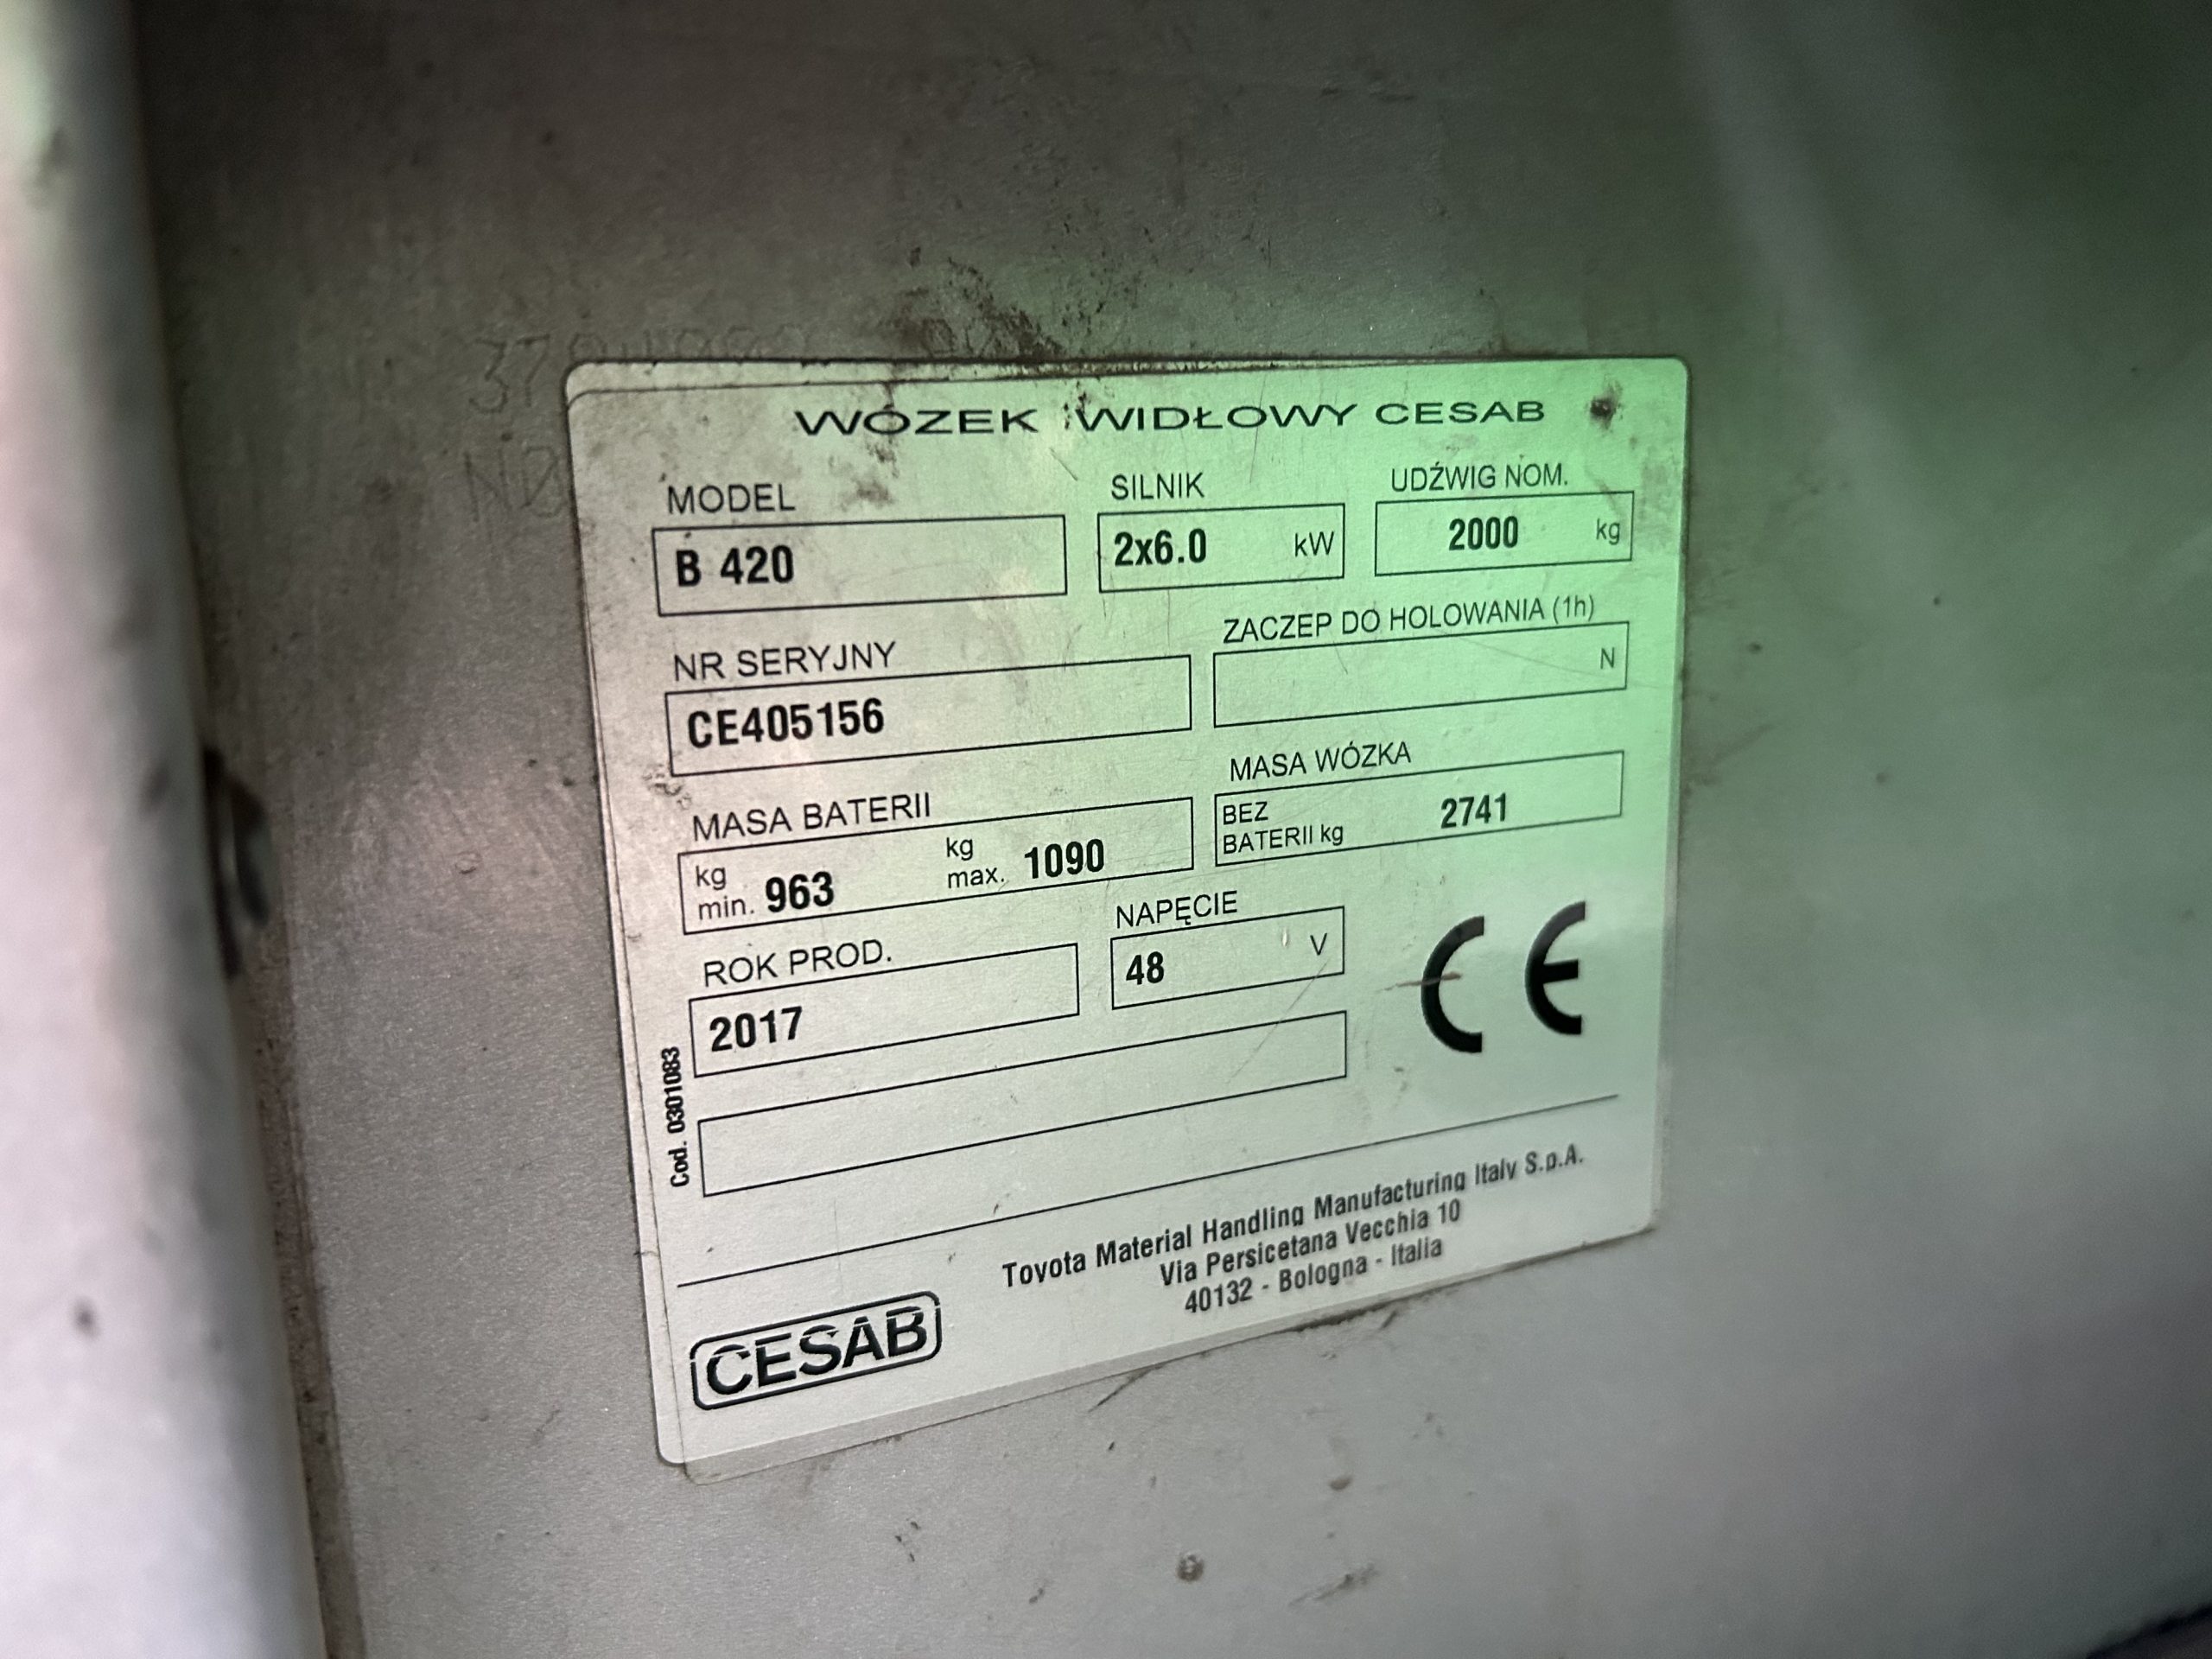 WÓZEK WIDŁOWY CESAB
MODEL
SILNIK
UDŹWIG NOM.
B 420
2x6.0 kW
2000 kg
NR SERYJNY
ZACZEP DO HOLOWANIA (1h)
CE405156
N
MASA BATERII
MASA WÓZKA
kg min. 963 kg max. 1090
BEZ BATERII kg 2741
ROK PROD.
NAPĘCIE
2017
48 V
CE
Cod. 0301083
Toyota Material Handling Manufacturing Italy S.p.A.
Via Persicetana Vecchia 10
40132 - Bologna - Italia
CESAB